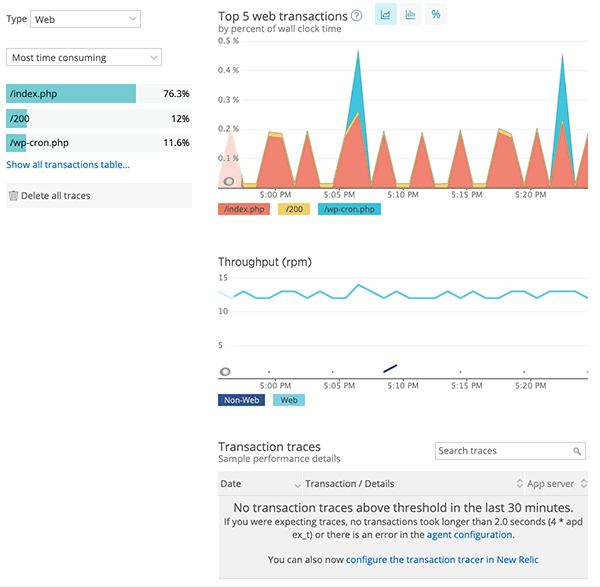 Type Web
Most time consuming
/index.php 76.3%
/200 12%
/wp-cron.php 11.6%
Show all transactions table...
Delete all traces
Top 5 web transactions ?
%
by percent of wall clock time
0.5 %
0.4 %
0.3 %
0.2 %
0.1 %
5:00 PM 5:05 PM 5:10 PM 5:15 PM 5:20 PM
/index.php /200 /wp-cron.php
Throughput (rpm)
15
10
5
5:00 PM 5:05 PM 5:10 PM 5:15 PM 5:20 PM
Non-Web Web
Transaction traces
Sample performance details
Search traces
Date Transaction / Details App server
No transaction traces above threshold in the last 30 minutes.
If you were expecting traces, no transactions took longer than 2.0 seconds (4 * apd
ex_t) or there is an error in the agent configuration.
You can also now configure the transaction tracer in New Relic